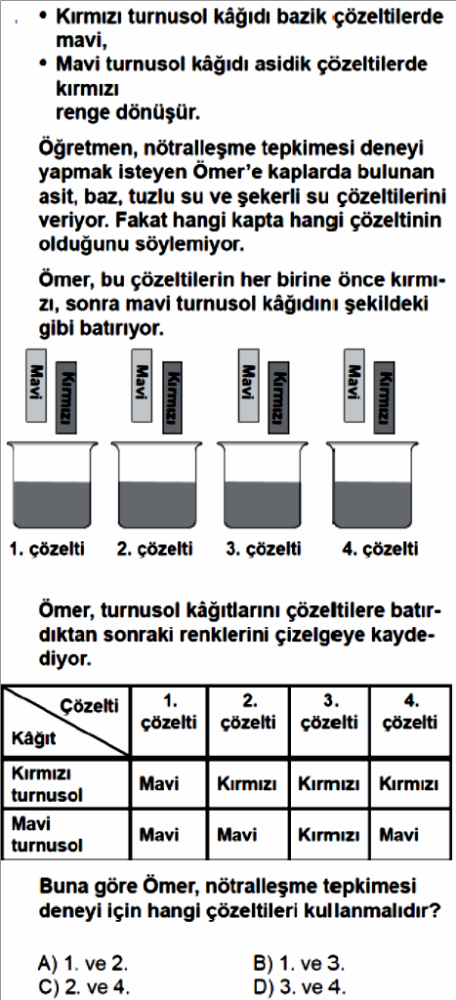 • Kırmızı turnusol kâğıdı bazik çözeltilerde
mavi,
• Mavi turnusol kâğıdı asidik çözeltilerde
kırmızı
renge dönüşür.
Öğretmen, nötralleşme tepkimesi deneyi
yapmak isteyen Ömer'e kaplarda bulunan
asit, baz, tuzlu su ve şekerli su çözeltilerini
veriyor. Fakat hangi kapta hangi çözeltinin
olduğunu söylemiyor.
Ömer, bu çözeltilerin her birine önce kırmı-
zı, sonra mavi turnusol kâğıdını şekildeki
gibi batırıyor.
Mavi Kırmızı Mavi Kırmızı Mavi Kırmızı Mavi Kırmızı
1. çözelti 2. çözelti 3. çözelti 4. çözelti
Ömer, turnusol kâğıtlarını çözeltilere batır-
dıktan sonraki renklerini çizelgeye kayde-
diyor.
Çözelti 1. 2. 3. 4.
Kâğıt çözelti çözelti çözelti çözelti
Kırmızı
turnusol Mavi Kırmızı Kırmızı Kırmızı
Mavi
turnusol Mavi Mavi Kırmızı Mavi
Buna göre Ömer, nötralleşme tepkimesi
deneyi için hangi çözeltileri kullanmalıdır?
A) 1. ve 2. B) 1. ve 3.
C) 2. ve 4. D) 3. ve 4.